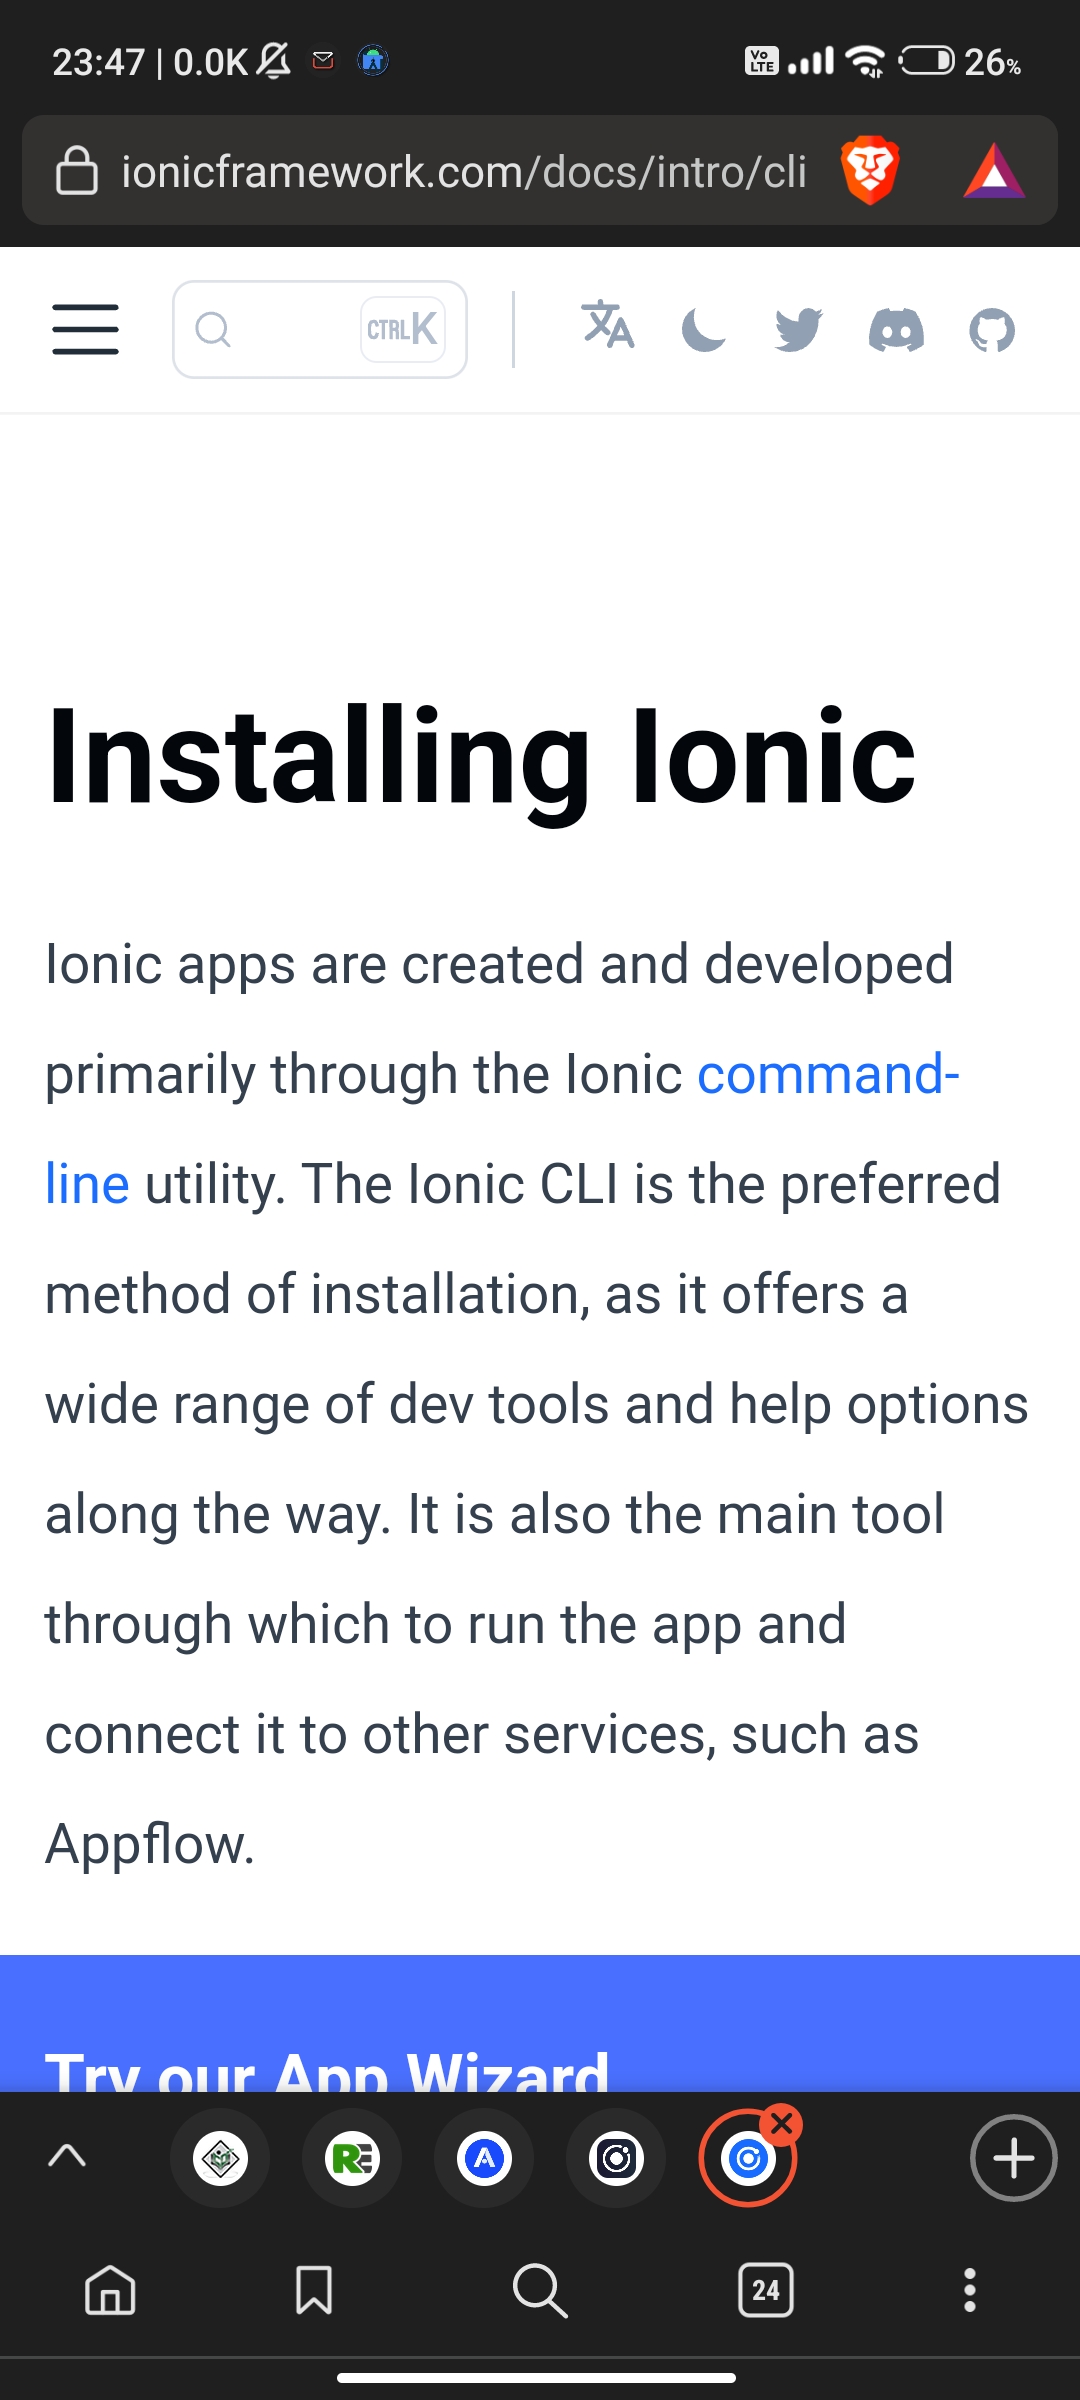 23:47 | 0.0K
Vo LTE
26%
ionicframework.com/docs/intro/cli
CTRL K
Installing Ionic
Ionic apps are created and developed
primarily through the Ionic command-
line utility. The Ionic CLI is the preferred
method of installation, as it offers a
wide range of dev tools and help options
along the way. It is also the main tool
through which to run the app and
connect it to other services, such as
Appflow.
Try our App Wizard
RE
A
24